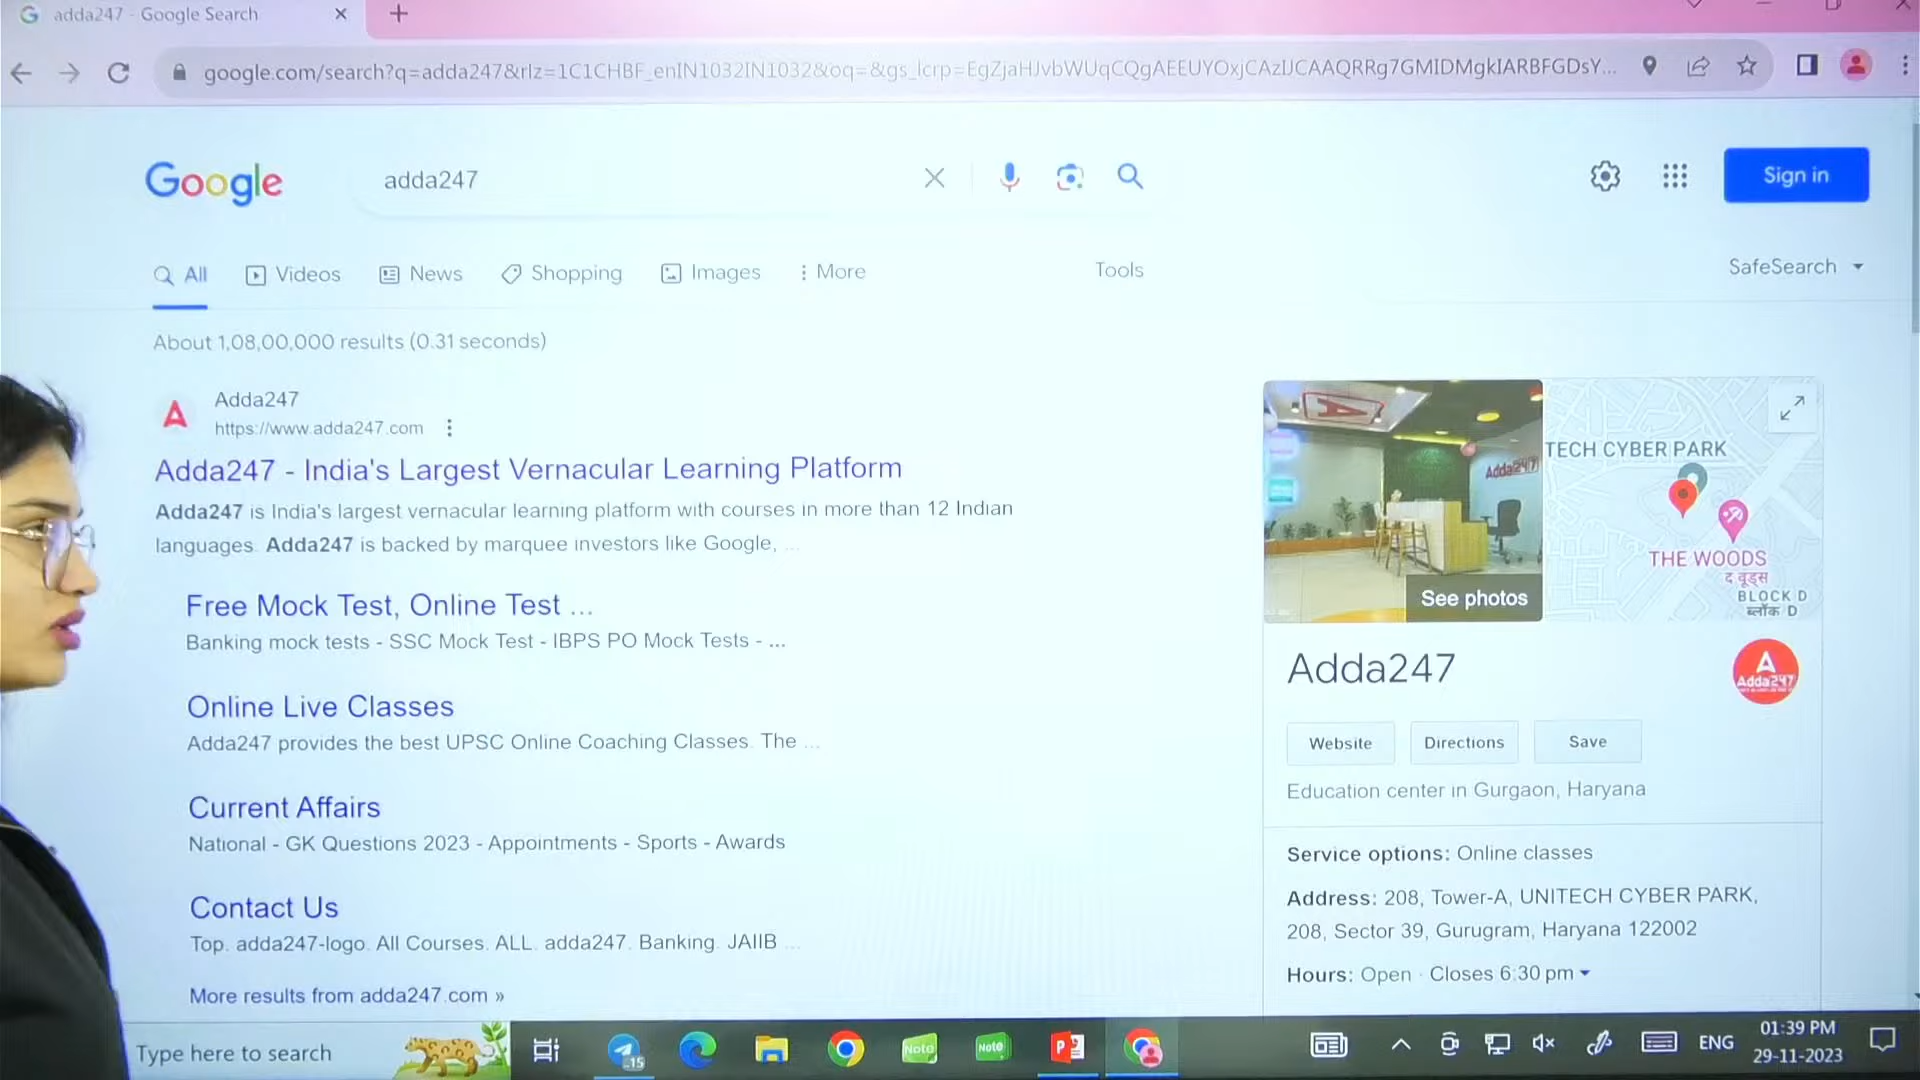 adda247 - Google Search
google.com/search?q=adda247&rlz=1C1CHBF_enIN1032IN1032&oq=&gs_lcrp=
Google
adda247
Sign in
All
Videos
News
Shopping
Images
More
Tools
SafeSearch
About 1,08,00,000 results (0.31 seconds)
Adda247
https://www.adda247.com
Adda247 - India's Largest Vernacular Learning Platform
Adda247 is India's largest vernacular learning platform with courses in more than 12 Indian
languages. Adda247 is backed by marquee investors like Google, ...
Free Mock Test, Online Test ...
Banking mock tests - SSC Mock Test - IBPS PO Mock Tests - ...
Online Live Classes
Adda247 provides the best UPSC Online Coaching Classes. The ...
Current Affairs
National - GK Questions 2023 - Appointments - Sports - Awards
Contact Us
Top. adda247-logo. All Courses. ALL. adda247. Banking. JAIIB ...
More results from adda247.com »
A
Adda247
See photos
TECH CYBER PARK
THE WOODS
द वूड्स
BLOCK D
ब्लॉक D
Adda247
A
Adda247
Website
Directions
Save
Education center in Gurgaon, Haryana
Service options: Online classes
Address: 208, Tower-A, UNITECH CYBER PARK,
208, Sector 39, Gurugram, Haryana 122002
Hours: Open · Closes 6:30 pm
Type here to search
15
Note
Note
ENG
01:39 PM
29-11-2023